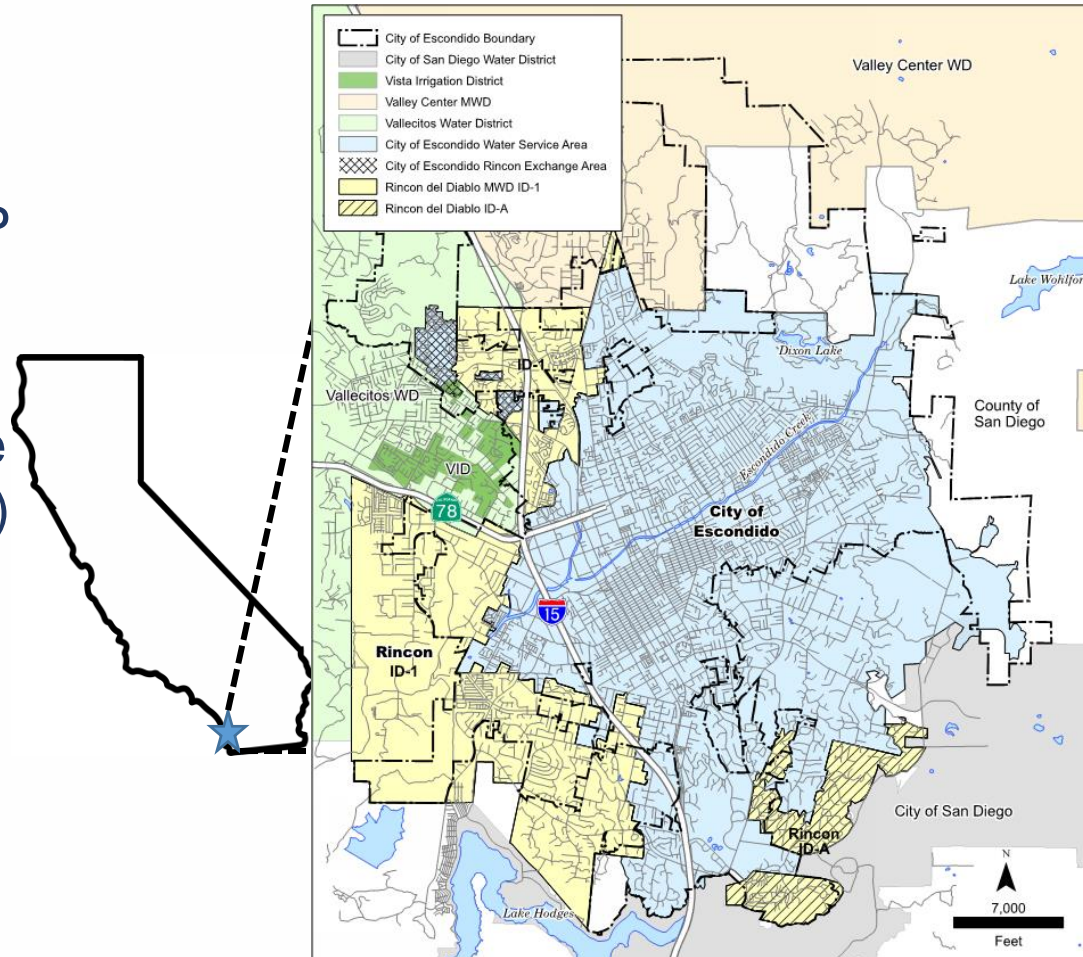 City of Escondido Boundary
City of San Diego Water District
Vista Irrigation District
Valley Center MWD
Vallecitos Water District
City of Escondido Water Service Area
City of Escondido Rincon Exchange Area
Rincon del Diablo MWD ID-1
Rincon del Diablo ID-A
Valley Center WD
Lake Wohlfor
Dixon Lake
ID-1
Vallecitos WD
County of
San Diego
VID
Escondido Creek
78
City of
Escondido
15
Rincon
ID-1
City of San Diego
Rincon
ID-A
Lake Hodges
N
7,000
Feet
)